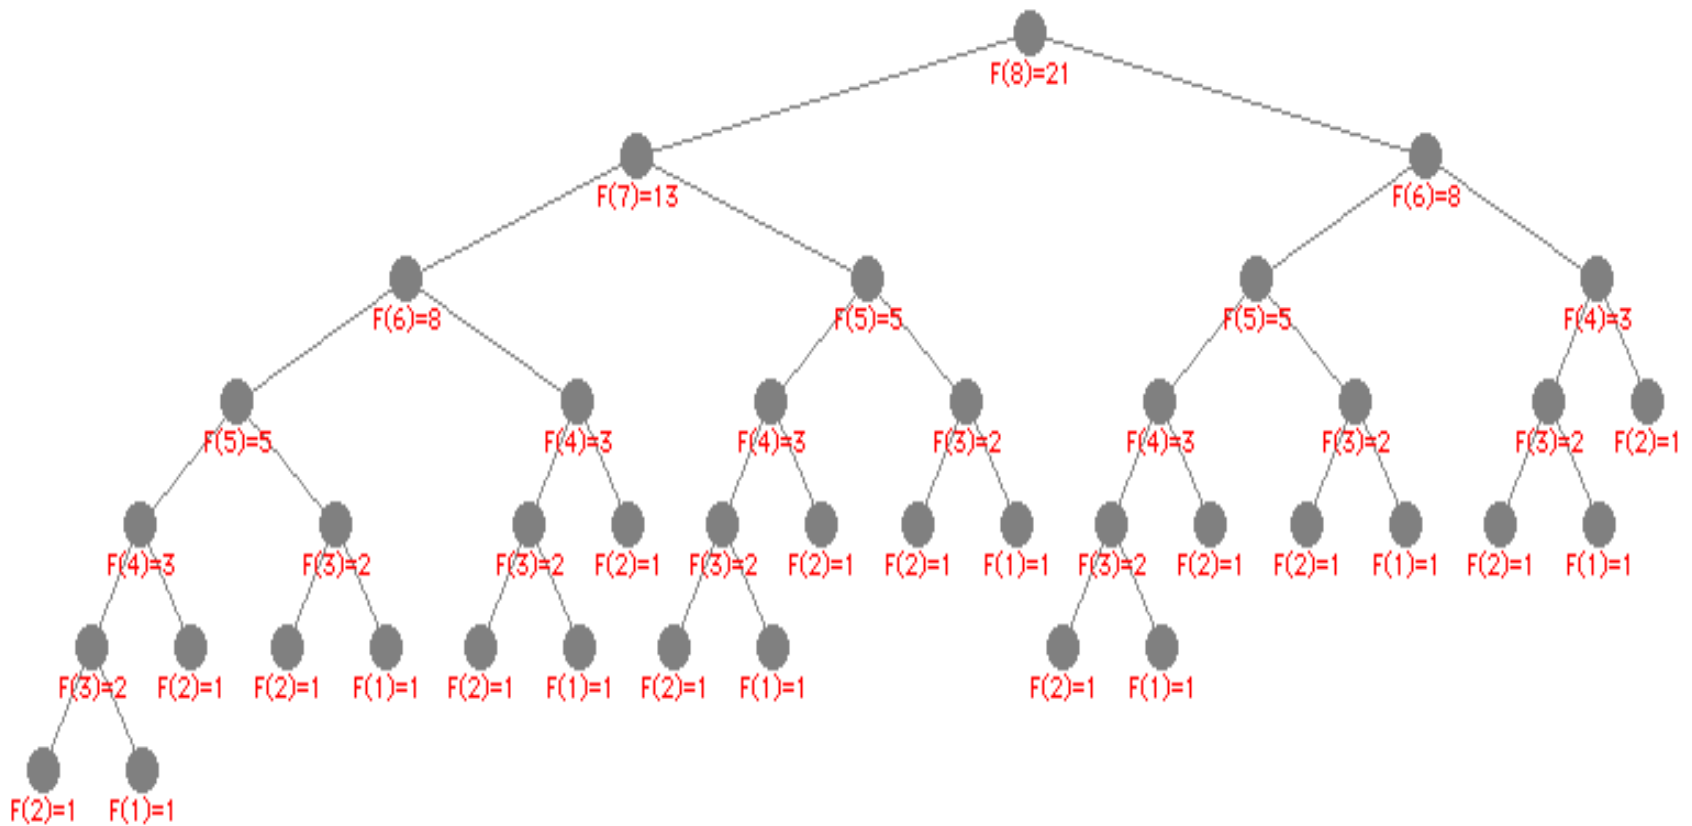 F(8)=21
F(7)=13 F(6)=8
F(6)=8 F(5)=5 F(5)=5 F(4)=3
F(5)=5 F(4)=3 F(4)=3 F(3)=2 F(4)=3 F(3)=2 F(3)=2 F(2)=1
F(4)=3 F(3)=2 F(3)=2 F(2)=1 F(3)=2 F(2)=1 F(2)=1 F(1)=1 F(3)=2 F(2)=1 F(2)=1 F(1)=1 F(2)=1 F(1)=1
F(3)=2 F(2)=1 F(2)=1 F(1)=1 F(2)=1 F(1)=1 F(2)=1 F(1)=1 F(2)=1 F(1)=1
F(2)=1 F(1)=1